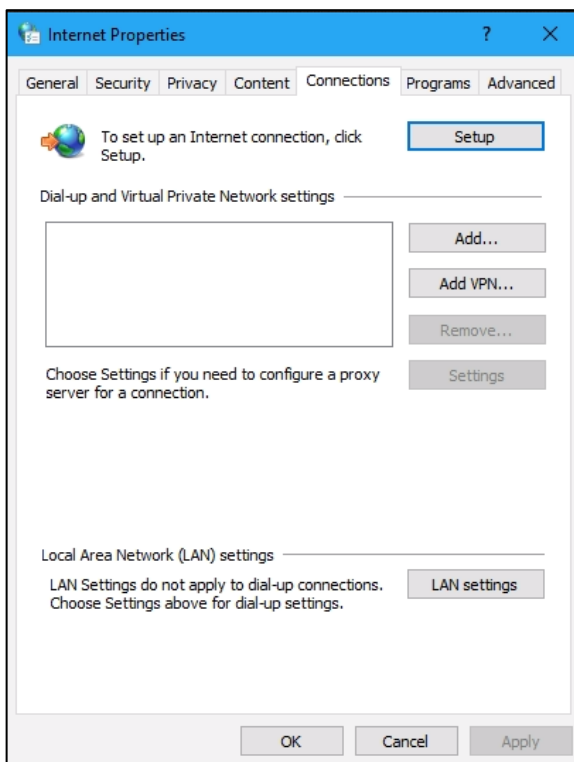 Internet Properties
?
General Security Privacy Content Connections Programs Advanced
To set up an Internet connection, click
Setup.
Setup
Dial-up and Virtual Private Network settings
Add...
Add VPN...
Remove...
Choose Settings if you need to configure a proxy
server for a connection.
Settings
Local Area Network (LAN) settings
LAN Settings do not apply to dial-up connections.
Choose Settings above for dial-up settings.
LAN settings
OK Cancel Apply